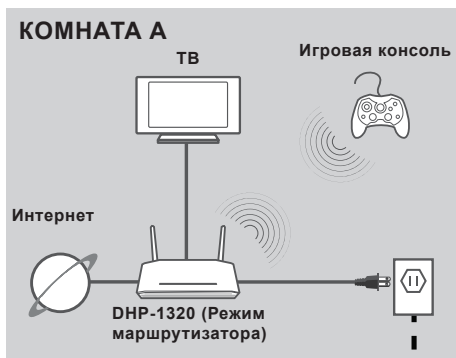 КОМНАТА А
ТВ
Игровая консоль
Интернет
DHP-1320 (Режим
маршрутизатора)